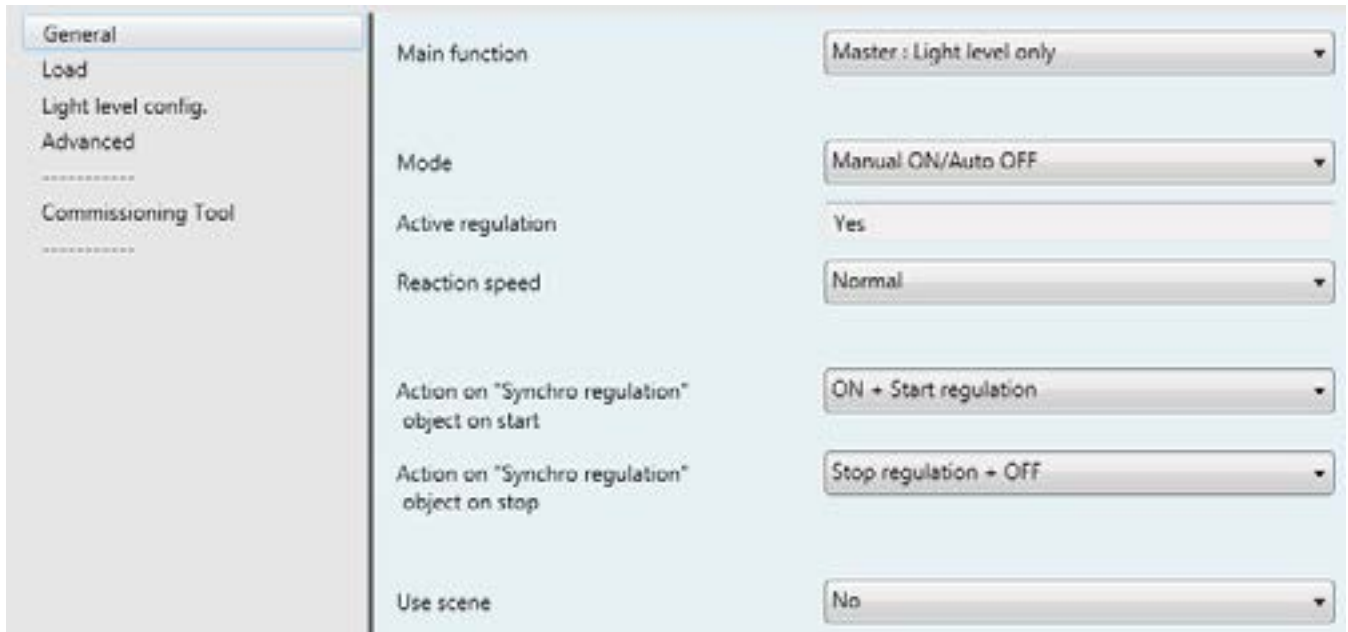 General
Load
Light level config.
Advanced
-----------
Commissioning Tool
-----------
Main function
Master : Light level only
Mode
Manual ON/Auto OFF
Active regulation
Yes
Reaction speed
Normal
Action on "Synchro regulation"
object on start
ON + Start regulation
Action on "Synchro regulation"
object on stop
Stop regulation + OFF
Use scene
No